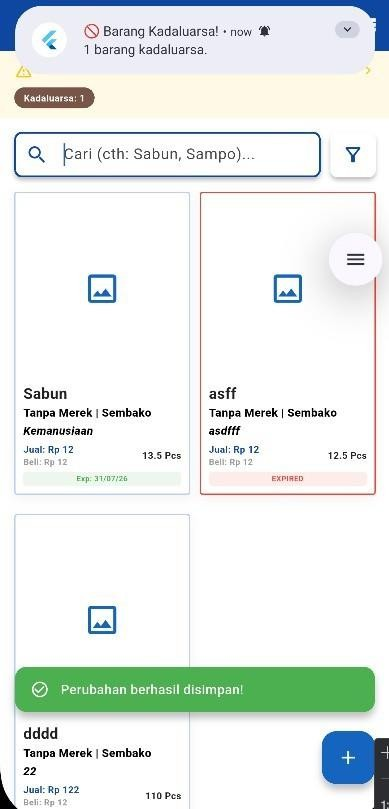 🚫 Barang Kadaluarsa! • now
1 barang kadaluarsa.
Kadaluarsa: 1
Cari (cth: Sabun, Sampo)...
Sabun
Tanpa Merek | Sembako
Kemanusiaan
Jual: Rp 12
Beli: Rp 12
13.5 Pcs
Exp: 31/07/26
asff
Tanpa Merek | Sembako
asdfff
Jual: Rp 12
Beli: Rp 12
12.5 Pcs
EXPIRED
Perubahan berhasil disimpan!
dddd
Tanpa Merek | Sembako
22
Jual: Rp 122
Beli: Rp 12
110 Pcs